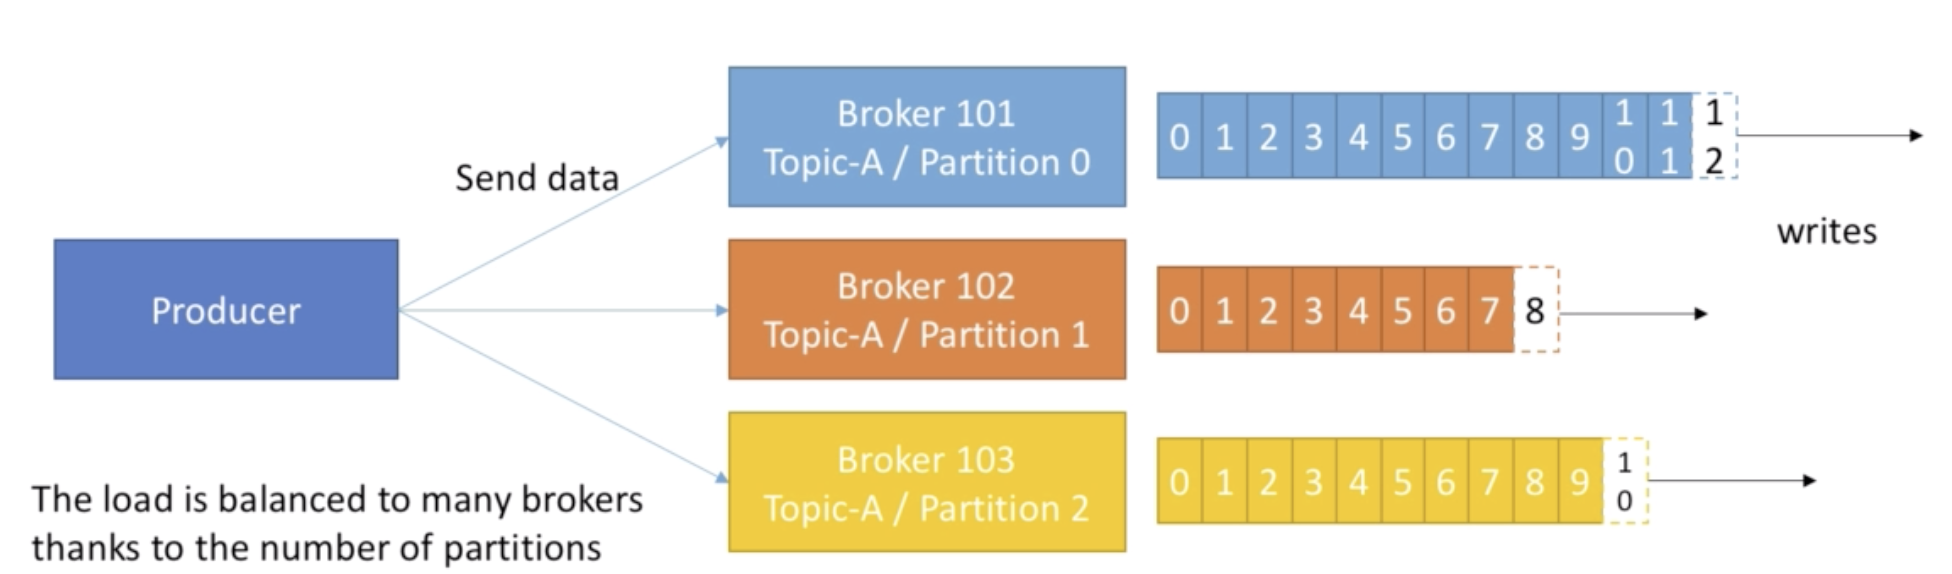 Send data
Producer
The load is balanced to many brokers
thanks to the number of partitions
Broker 101
Topic-A / Partition 0
0 1 2 3 4 5 6 7 8 9 10 11 12
writes
Broker 102
Topic-A / Partition 1
0 1 2 3 4 5 6 7 8
Broker 103
Topic-A / Partition 2
0 1 2 3 4 5 6 7 8 9 10